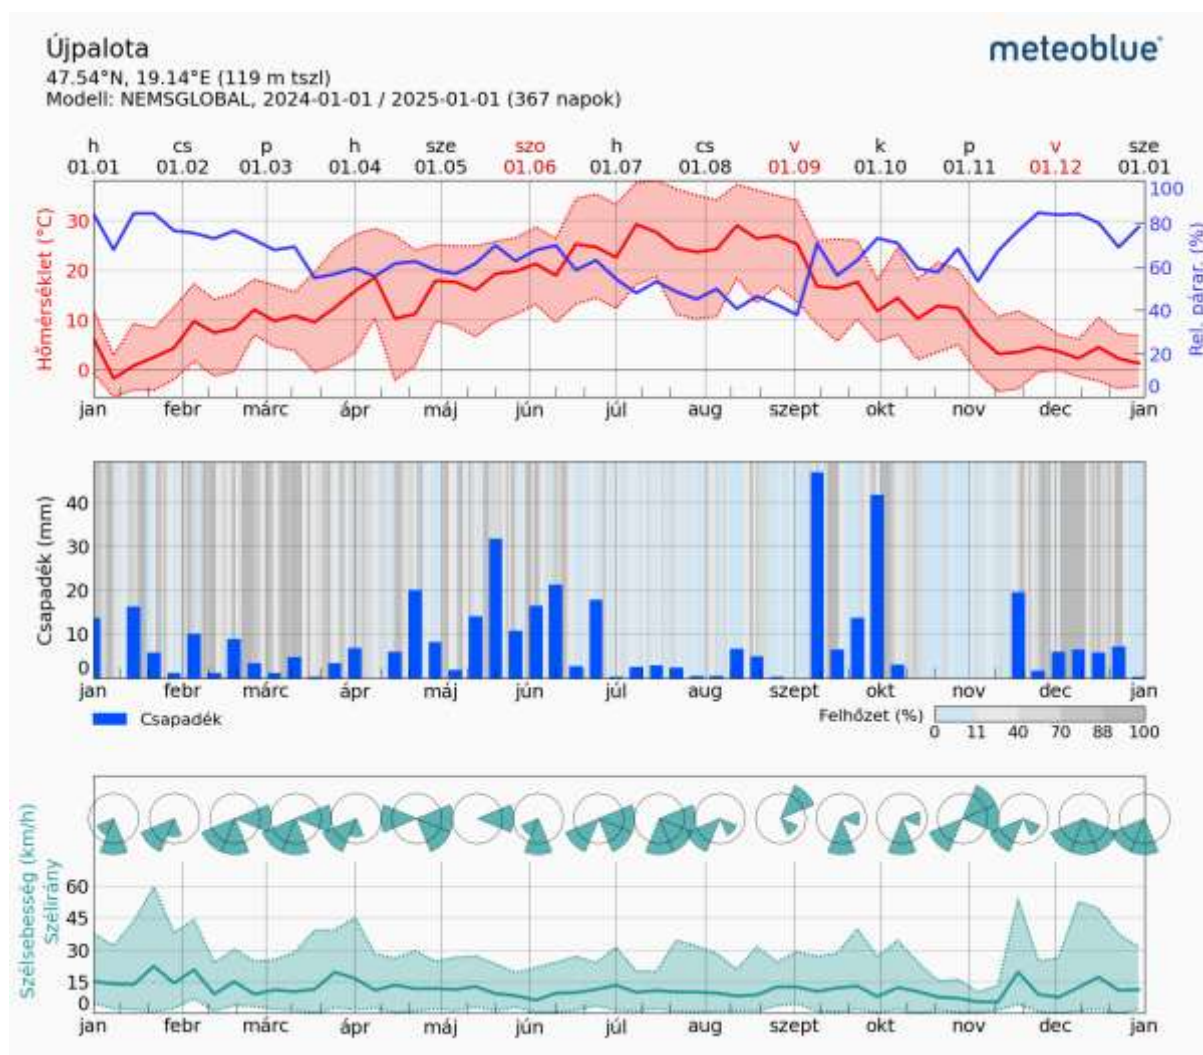 Újpalota
meteoblue
47.54°N, 19.14°E (119 m tszl)
Modell: NEMSGLOBAL, 2024-01-01 / 2025-01-01 (367 napok)
h cs p h sze szo h cs v k p v sze
01.01 01.02 01.03 01.04 01.05 01.06 01.07 01.08 01.09 01.10 01.11 01.12 01.01
Hőmérséklet (°C)
30
20
10
0
100
80
60
40
20
0
Rel. párar. (%)
jan febr márc ápr máj jún júl aug szept okt nov dec jan
Csapadék (mm)
40
30
20
10
0
jan febr márc ápr máj jún júl aug szept okt nov dec jan
Csapadék
Felhőzet (%)
0 11 40 70 88 100
Szélsebesség (km/h)
Szélirány
60
45
30
15
0
jan febr márc ápr máj jún júl aug szept okt nov dec jan